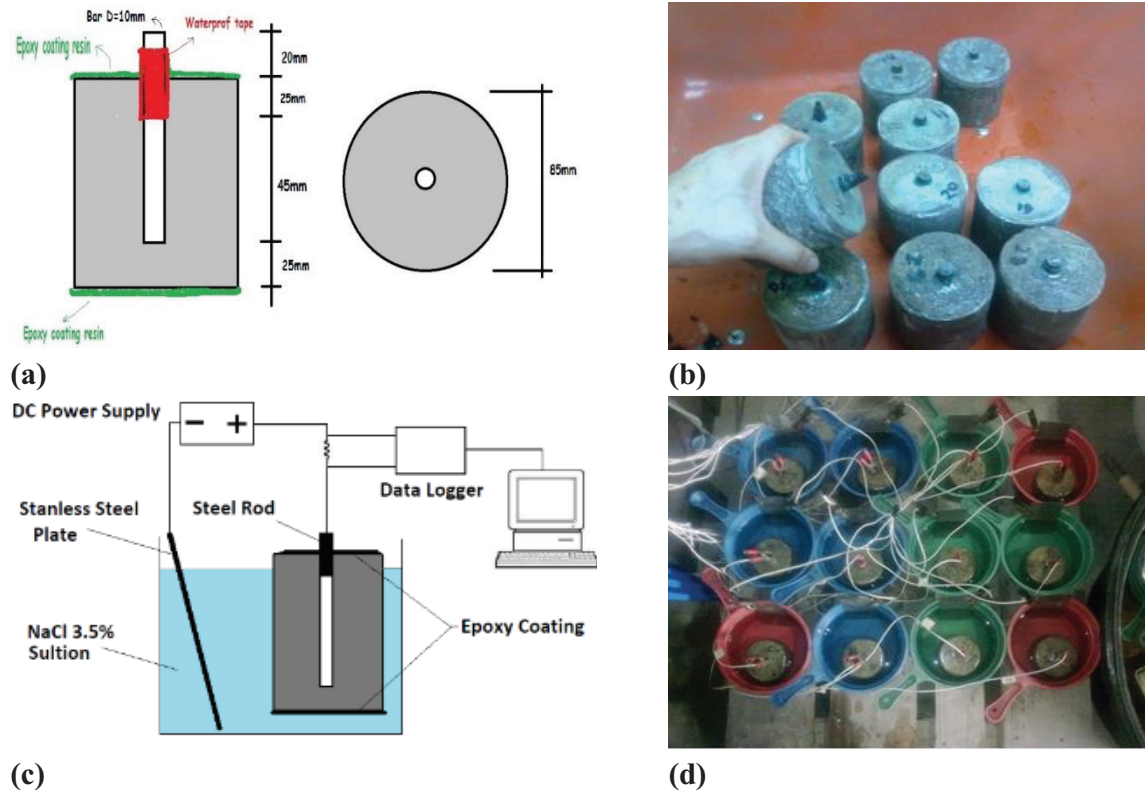 Bar D=10mm
Waterprof tape
Epoxy coating resin
20mm
25mm
45mm
25mm
85mm
Epoxy coating resin
(a)
20
(b)
DC Power Supply
Data Logger
Stanless Steel
Plate
Steel Rod
NaCl 3.5%
Sultion
Epoxy Coating
(c)
(d)